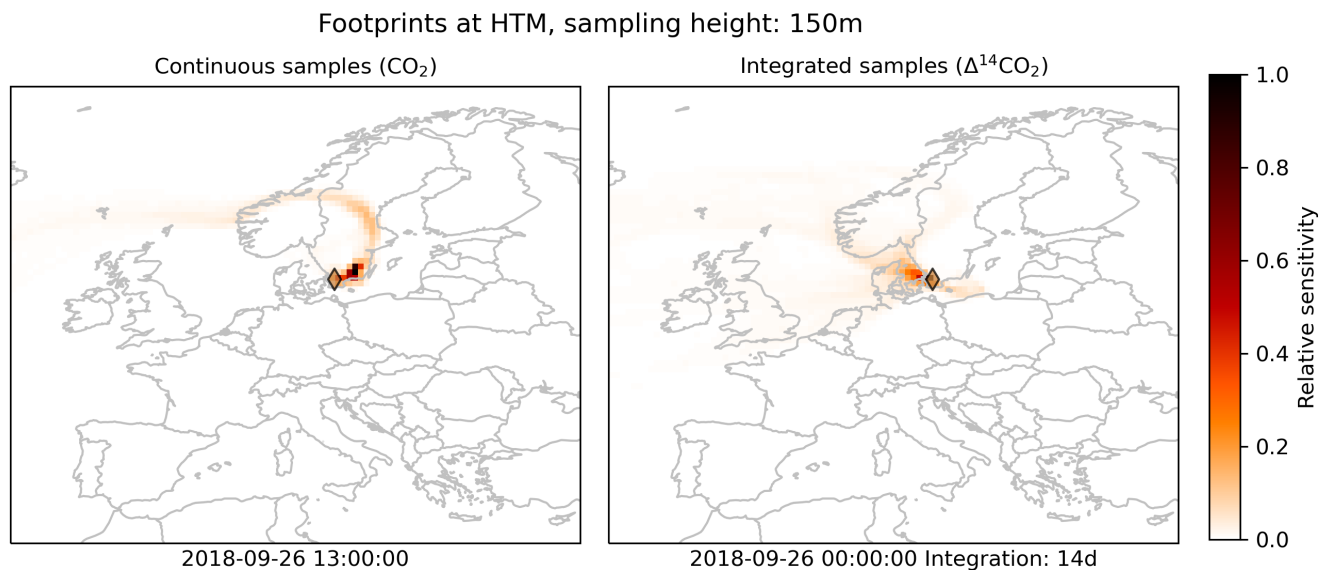 Footprints at HTM, sampling height: 150m
Continuous samples (CO₂)
Integrated samples (Δ¹⁴CO₂)
1.0
0.8
0.6
0.4
0.2
0.0
Relative sensitivity
2018-09-26 13:00:00
2018-09-26 00:00:00 Integration: 14d